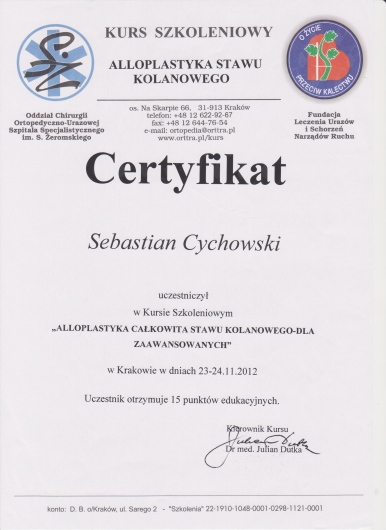 KURS SZKOLENIOWY
ALLOPLASTYKA STAWU
KOLANOWEGO
O ŻYCIE
PRZECIW KALECTWU
Oddział Chirurgii
Ortopedyczno-Urazowej
Szpitala Specjalistycznego
im. S. Żeromskiego
os. Na Skarpie 66, 31-913 Kraków
telefon: +48 12 622-92-67
fax: +48 12 644-76-54
e-mail: ortopedia@oritra.pl
www.oritra.pl/kurs
Fundacja
Leczenia Urazów
i Schorzeń
Narządów Ruchu
Certyfikat
Sebastian Cychowski
uczestniczył
w Kursie Szkoleniowym
„ALLOPLASTYKA CAŁKOWITA STAWU KOLANOWEGO-DLA
ZAAWANSOWANYCH"
w Krakowie w dniach 23-24.11.2012
Uczestnik otrzymuje 15 punktów edukacyjnych.
Kierownik Kursu
Julian Dutka
Dr med. Julian Dutka
konto: D. B. o/Kraków, ul. Sarego 2 - "Szkolenia" 22-1910-1048-0001-0298-1121-0001